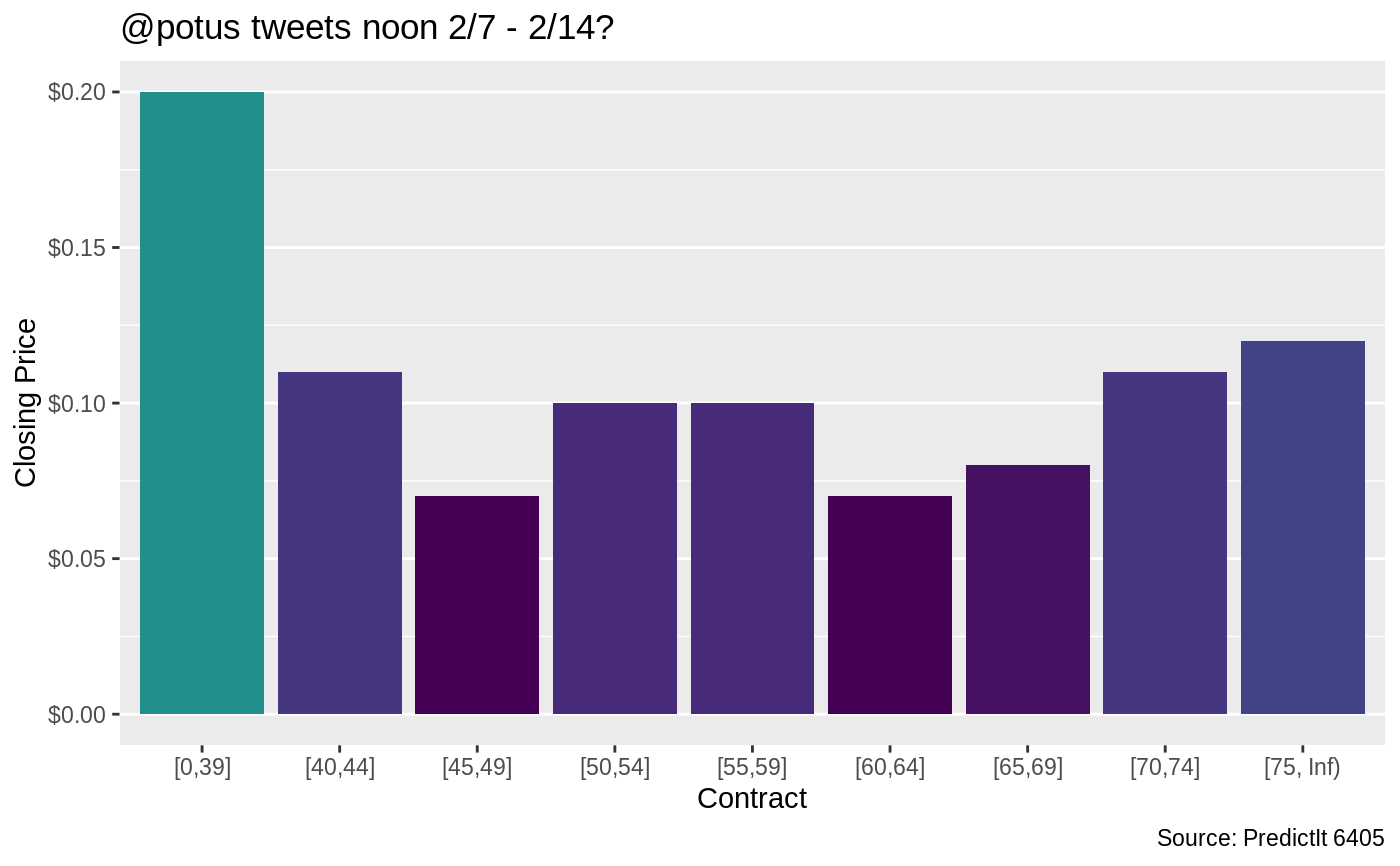 @potus tweets noon 2/7 - 2/14?
$0.20
$0.15
$0.10
$0.05
$0.00
Closing Price
[0,39] [40,44] [45,49] [50,54] [55,59] [60,64] [65,69] [70,74] [75, Inf)
Contract
Source: PredictIt 6405